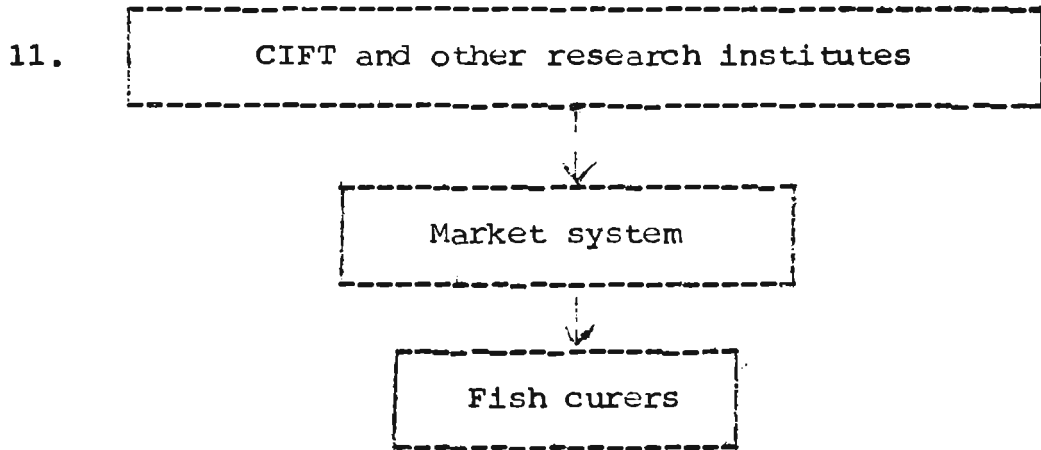 11. CIFT and other research institutes
Market system
Fish curers